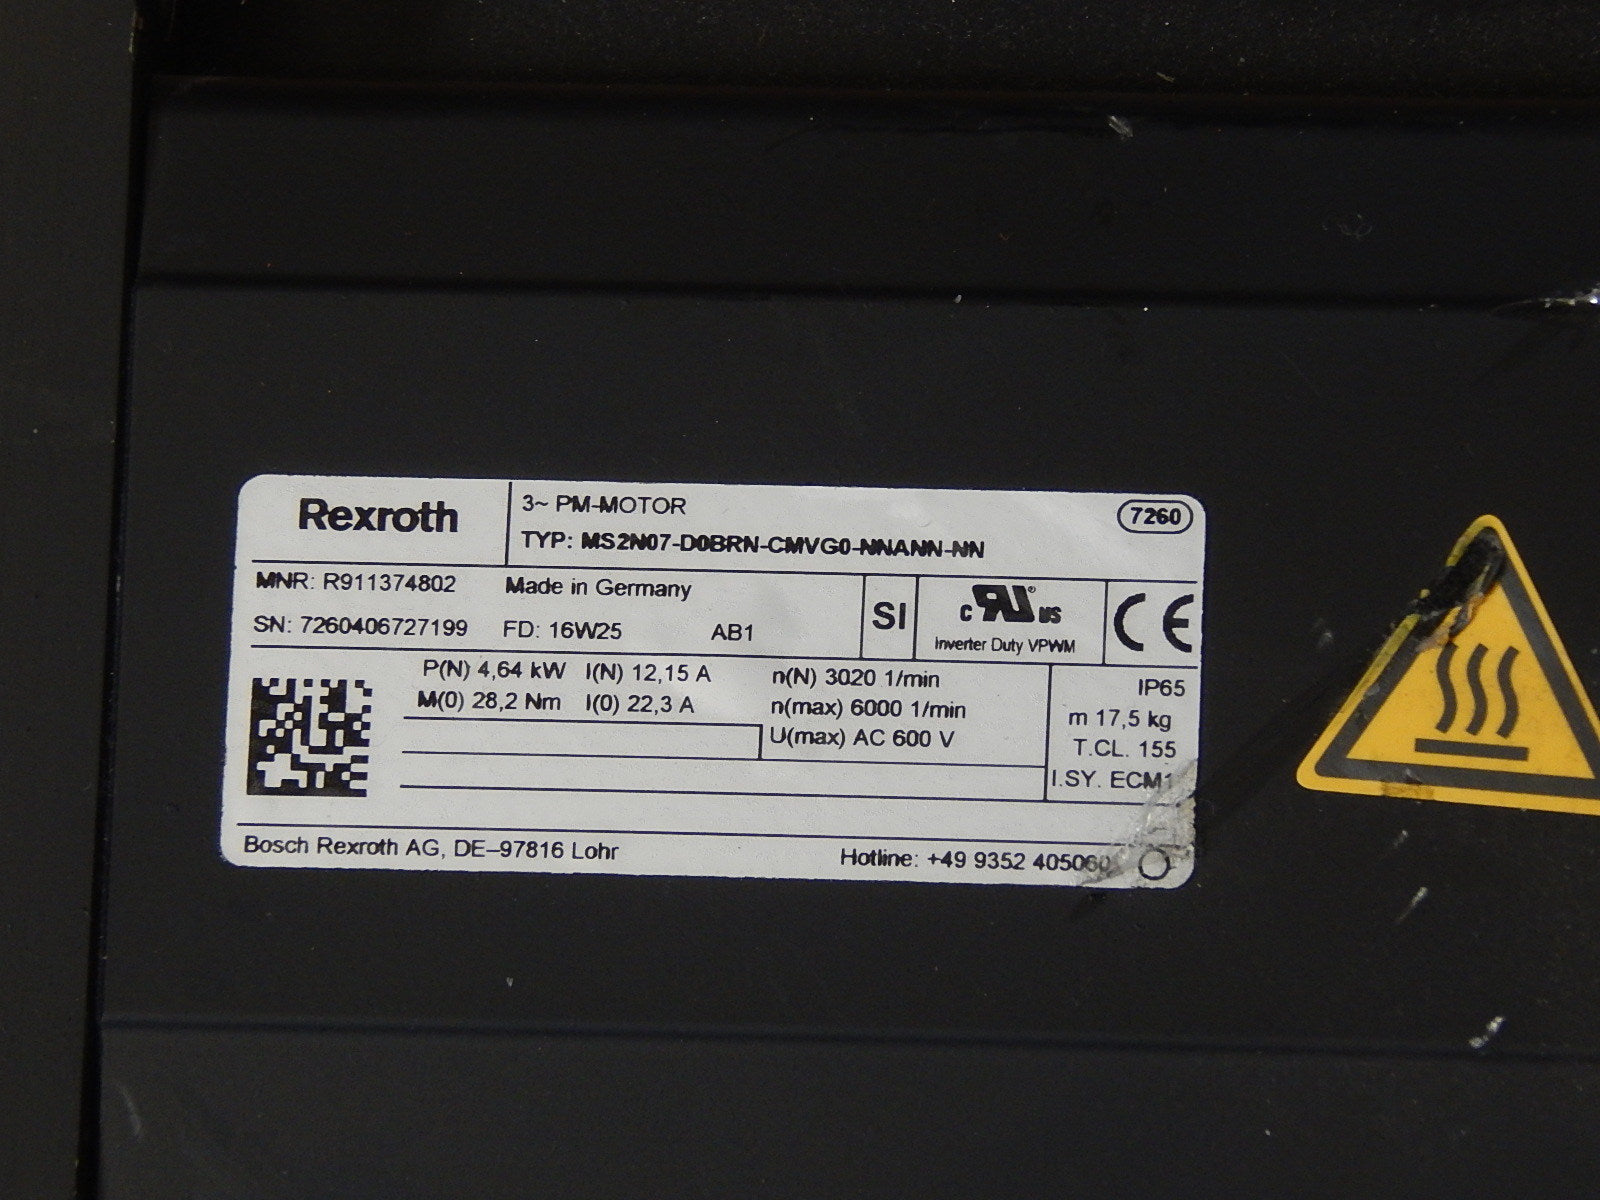 Rexroth
3~ PM-MOTOR
7260
TYP: MS2N07-D0BRN-CMVG0-NNANN-NN
MNR: R911374802 Made in Germany
SN: 7260406727199 FD: 16W25 AB1
SI
c RU® US
Inverter Duty VPWM
CE
P(N) 4,64 kW I(N) 12,15 A n(N) 3020 1/min
M(0) 28,2 Nm I(0) 22,3 A n(max) 6000 1/min
U(max) AC 600 V
IP65
m 17,5 kg
T.CL. 155
I.SY. ECM1
Bosch Rexroth AG, DE-97816 Lohr Hotline: +49 9352 405060